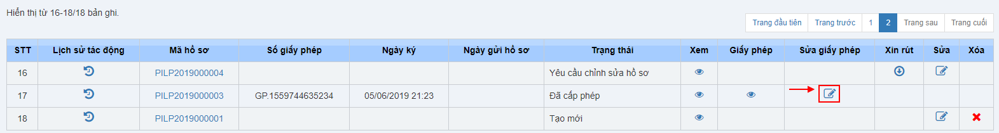 Hiển thị từ 16-18/18 bản ghi.
Trang đầu tiên Trang trước 1 2 Trang sau Trang cuối
STT Lịch sử tác động Mã hồ sơ Số giấy phép Ngày ký Ngày gửi hồ sơ Trạng thái Xem Giấy phép Sửa giấy phép Xin rút Sửa Xóa
16 PILP2019000004 Yêu cầu chỉnh sửa hồ sơ
17 PILP2019000003 GP.1559744635234 05/06/2019 21:23 Đã cấp phép
18 PILP2019000001 Tạo mới